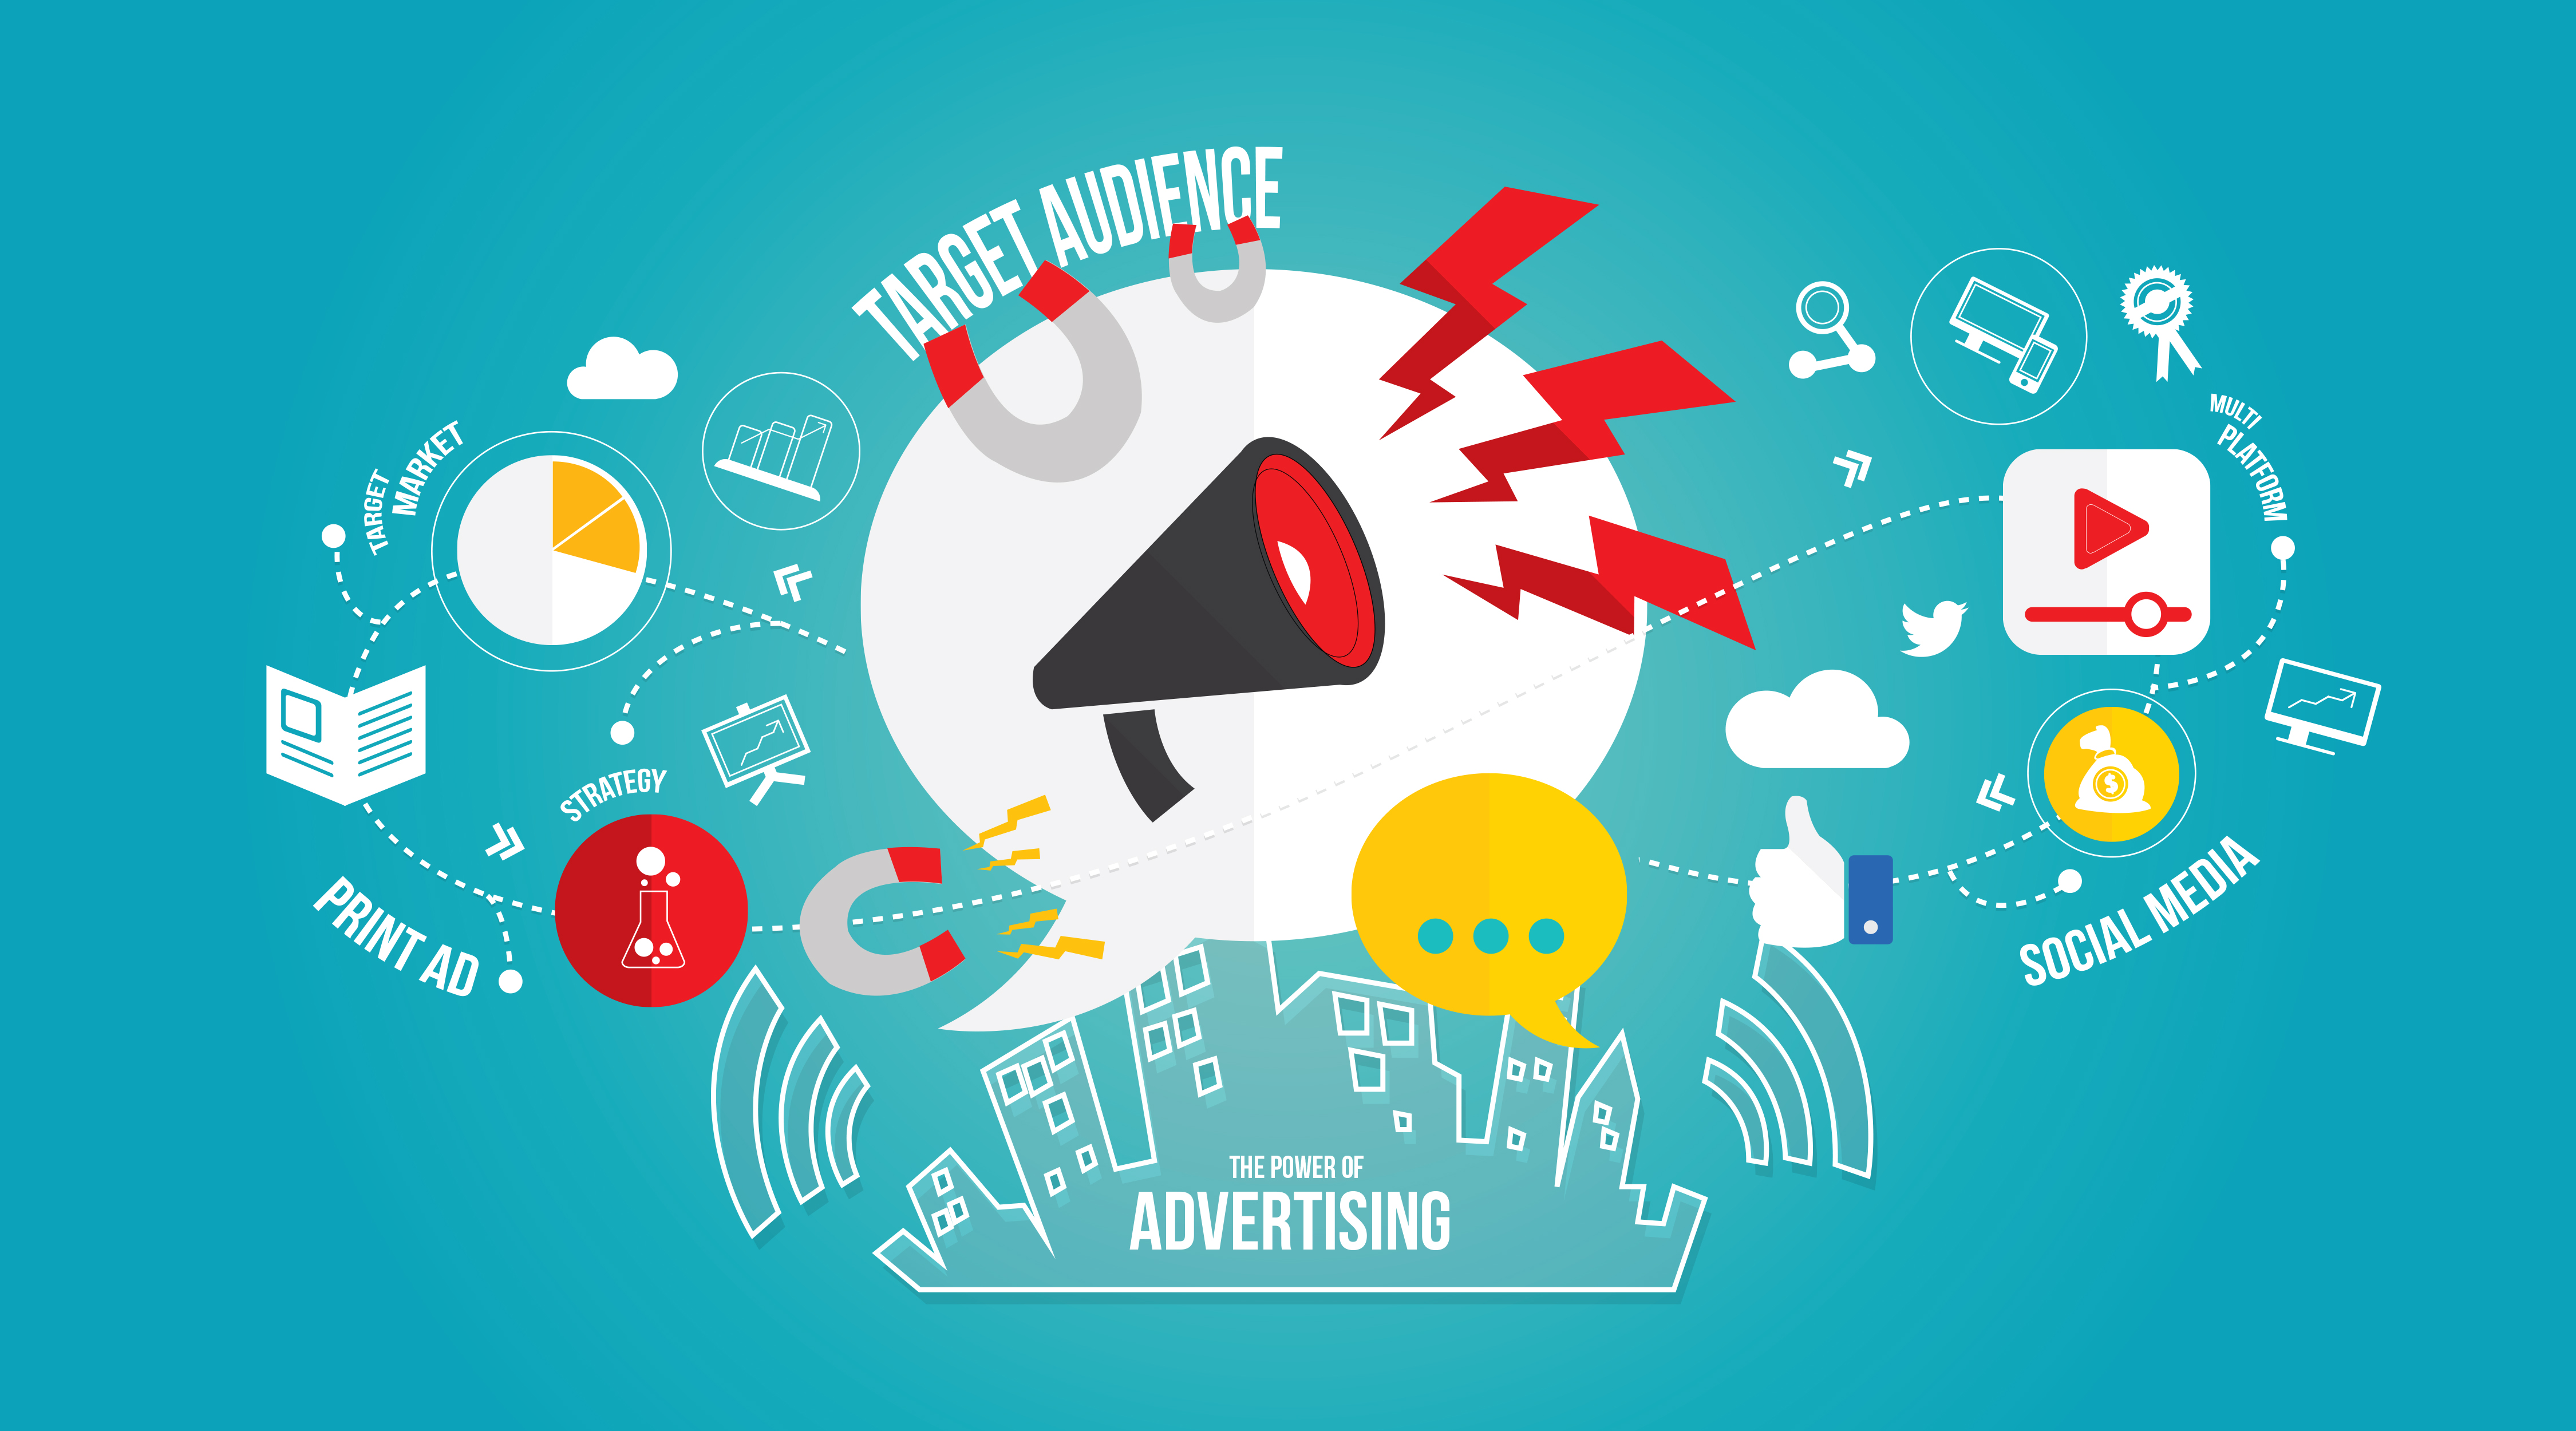 TARGET AUDIENCE
TARGET
MARKET
MULTI
PLATFORM
STRATEGY
PRINT AD
$
SOCIAL MEDIA
THE POWER OF
ADVERTISING